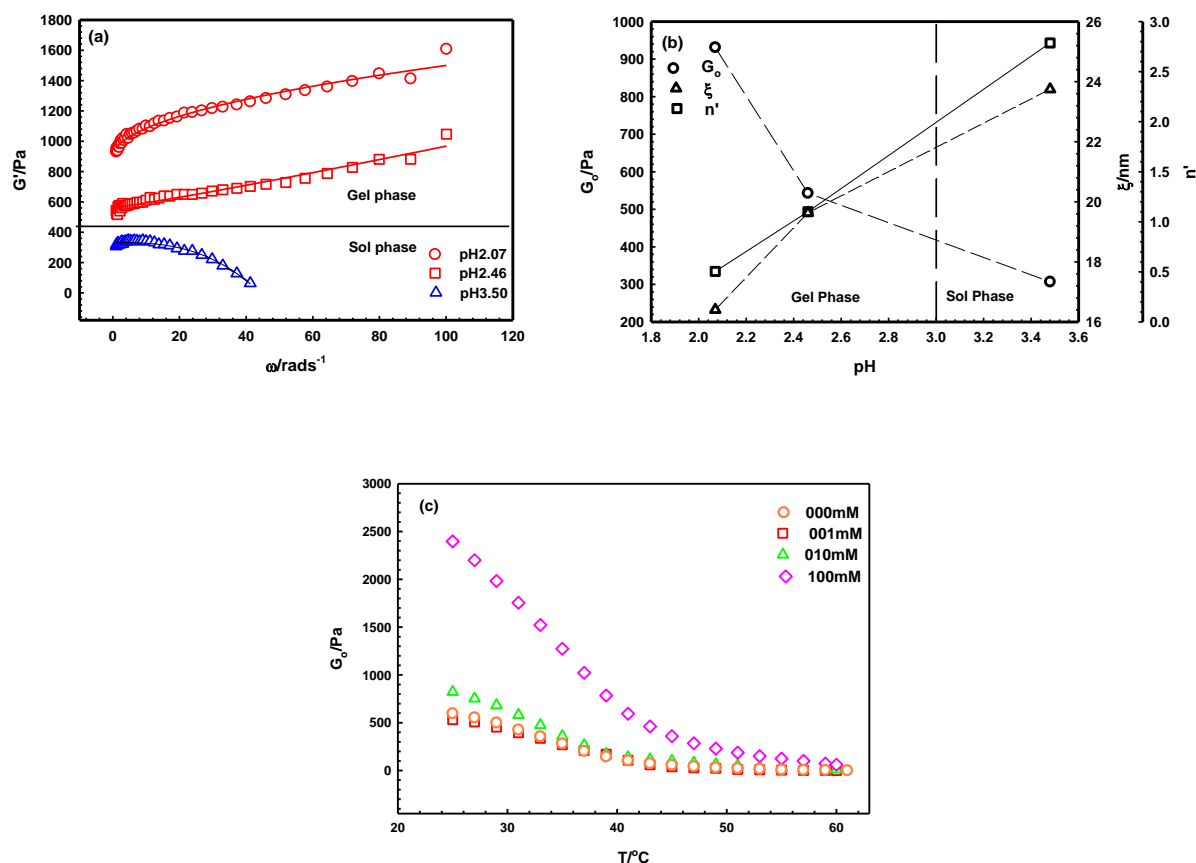 (a)
1800
1600
1400
1200
1000
800
600
400
200
0
G'/Pa
Gel phase
Sol phase
pH2.07
pH2.46
pH3.50
0 20 40 60 80 100 120
ω/rads-1
(b)
1000
900
800
700
600
500
400
300
200
Go/Pa
Go
ξ
n'
Gel Phase
Sol Phase
1.8 2.0 2.2 2.4 2.6 2.8 3.0 3.2 3.4 3.6
pH
26
24
22
20
18
16
ξ/nm
3.0
2.5
2.0
1.5
1.0
0.5
0.0
n'
(c)
3000
2500
2000
1500
1000
500
0
Go/Pa
000mM
001mM
010mM
100mM
20 30 40 50 60
T/oC